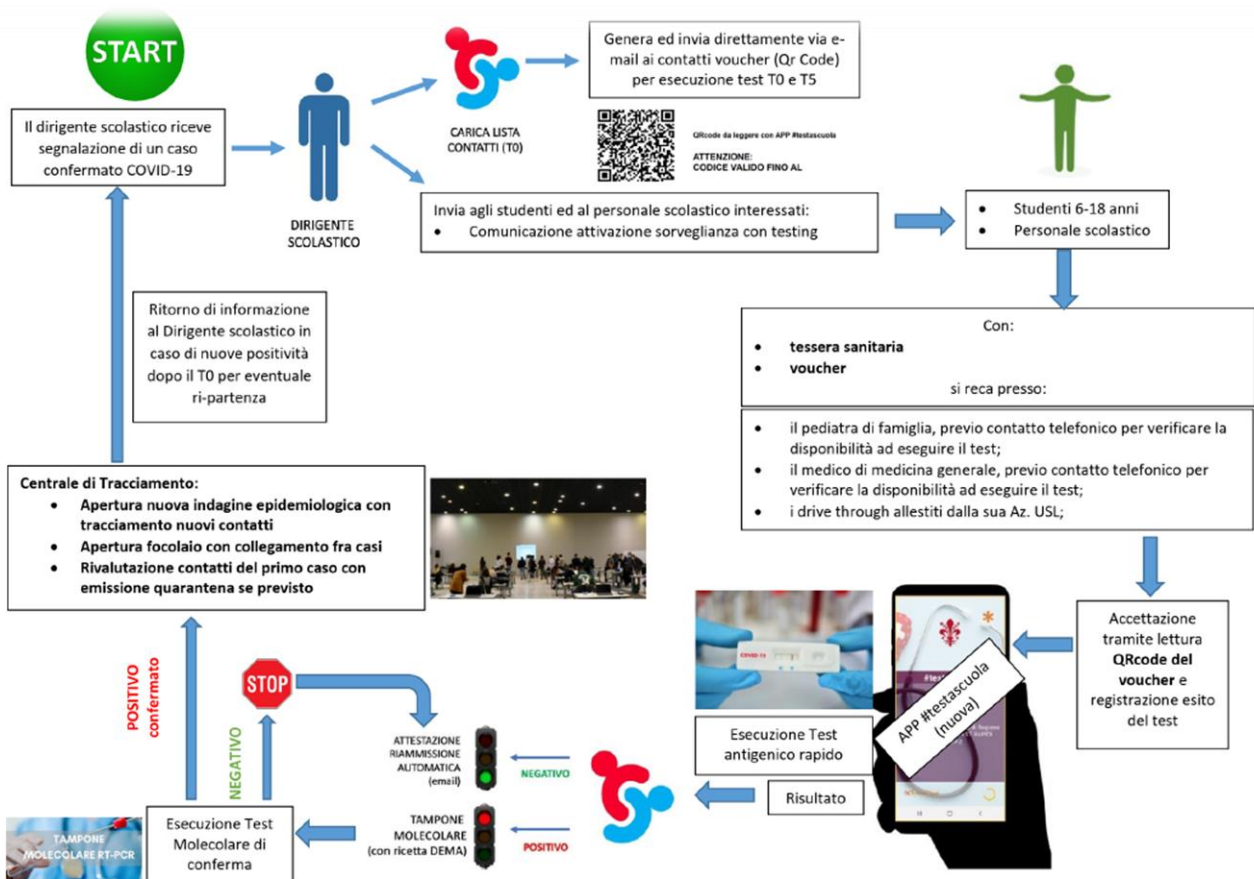 START
Il dirigente scolastico riceve
segnalazione di un caso
confermato COVID-19
DIRIGENTE
SCOLASTICO
CARICA LISTA
CONTATTI (T0)
Genera ed invia direttamente via e-
mail ai contatti voucher (Qr Code)
per esecuzione test T0 e T5
QRcode da leggere con APP #testascuola
ATTENZIONE:
CODICE VALIDO FINO AL
Invia agli studenti ed al personale scolastico interessati:
• Comunicazione attivazione sorveglianza con testing
• Studenti 6-18 anni
• Personale scolastico
Con:
• tessera sanitaria
• voucher
si reca presso:
• il pediatra di famiglia, previo contatto telefonico per verificare la
disponibilità ad eseguire il test;
• il medico di medicina generale, previo contatto telefonico per
verificare la disponibilità ad eseguire il test;
• i drive through allestiti dalla sua Az. USL;
Accettazione
tramite lettura
QRcode del
voucher e
registrazione esito
del test
APP #testascuola
(nuova)
COVID-19
Esecuzione Test
antigenico rapido
Risultato
NEGATIVO
POSITIVO
ATTESTAZIONE
RIAMMISSIONE
AUTOMATICA
(email)
TAMPONE
MOLECOLARE
(con ricetta DEMA)
Esecuzione Test
Molecolare di
conferma
TAMPONE
MOLECOLARE RT-PCR
NEGATIVO
STOP
POSITIVO
confermato
Centrale di Tracciamento:
• Apertura nuova indagine epidemiologica con
tracciamento nuovi contatti
• Apertura focolaio con collegamento fra casi
• Rivalutazione contatti del primo caso con
emissione quarantena se previsto
Ritorno di informazione
al Dirigente scolastico in
caso di nuove positività
dopo il T0 per eventuale
ri-partenza